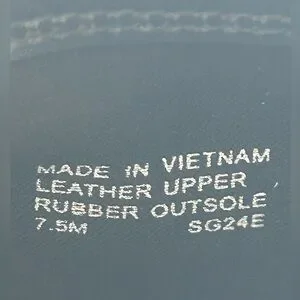 MADE IN VIETNAM
LEATHER UPPER
RUBBER OUTSOLE
7.5M SG24E